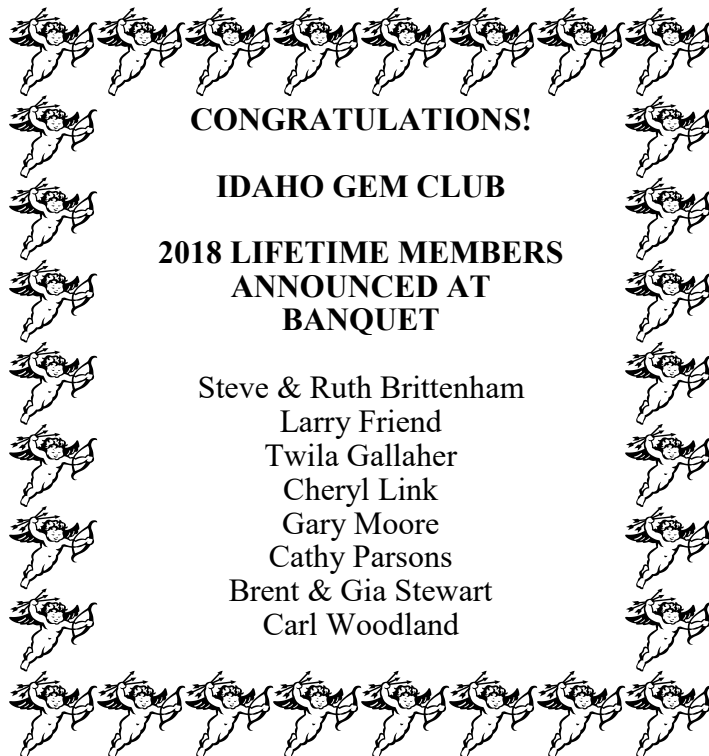 CONGRATULATIONS!
IDAHO GEM CLUB
2018 LIFETIME MEMBERS
ANNOUNCED AT
BANQUET
Steve & Ruth Brittenham
Larry Friend
Twila Gallaher
Cheryl Link
Gary Moore
Cathy Parsons
Brent & Gia Stewart
Carl Woodland